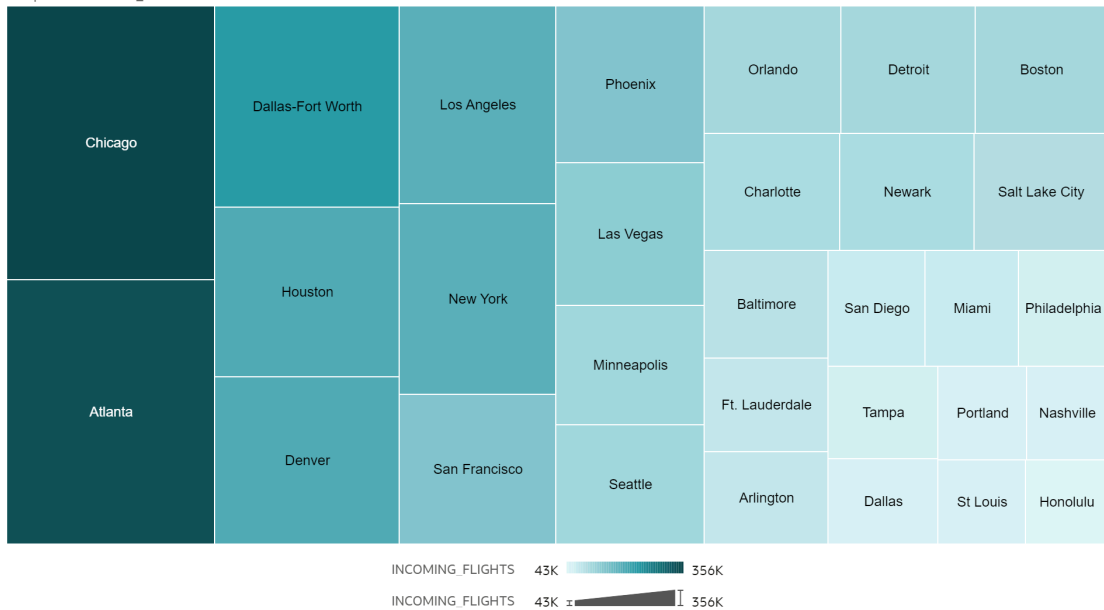 Chicago
Atlanta
Dallas-Fort Worth
Houston
Denver
Los Angeles
New York
San Francisco
Phoenix
Las Vegas
Minneapolis
Seattle
Orlando
Detroit
Boston
Charlotte
Newark
Salt Lake City
Baltimore
San Diego
Miami
Philadelphia
Ft. Lauderdale
Tampa
Portland
Nashville
Arlington
Dallas
St Louis
Honolulu
INCOMING_FLIGHTS 43K 356K
INCOMING_FLIGHTS 43K 356K